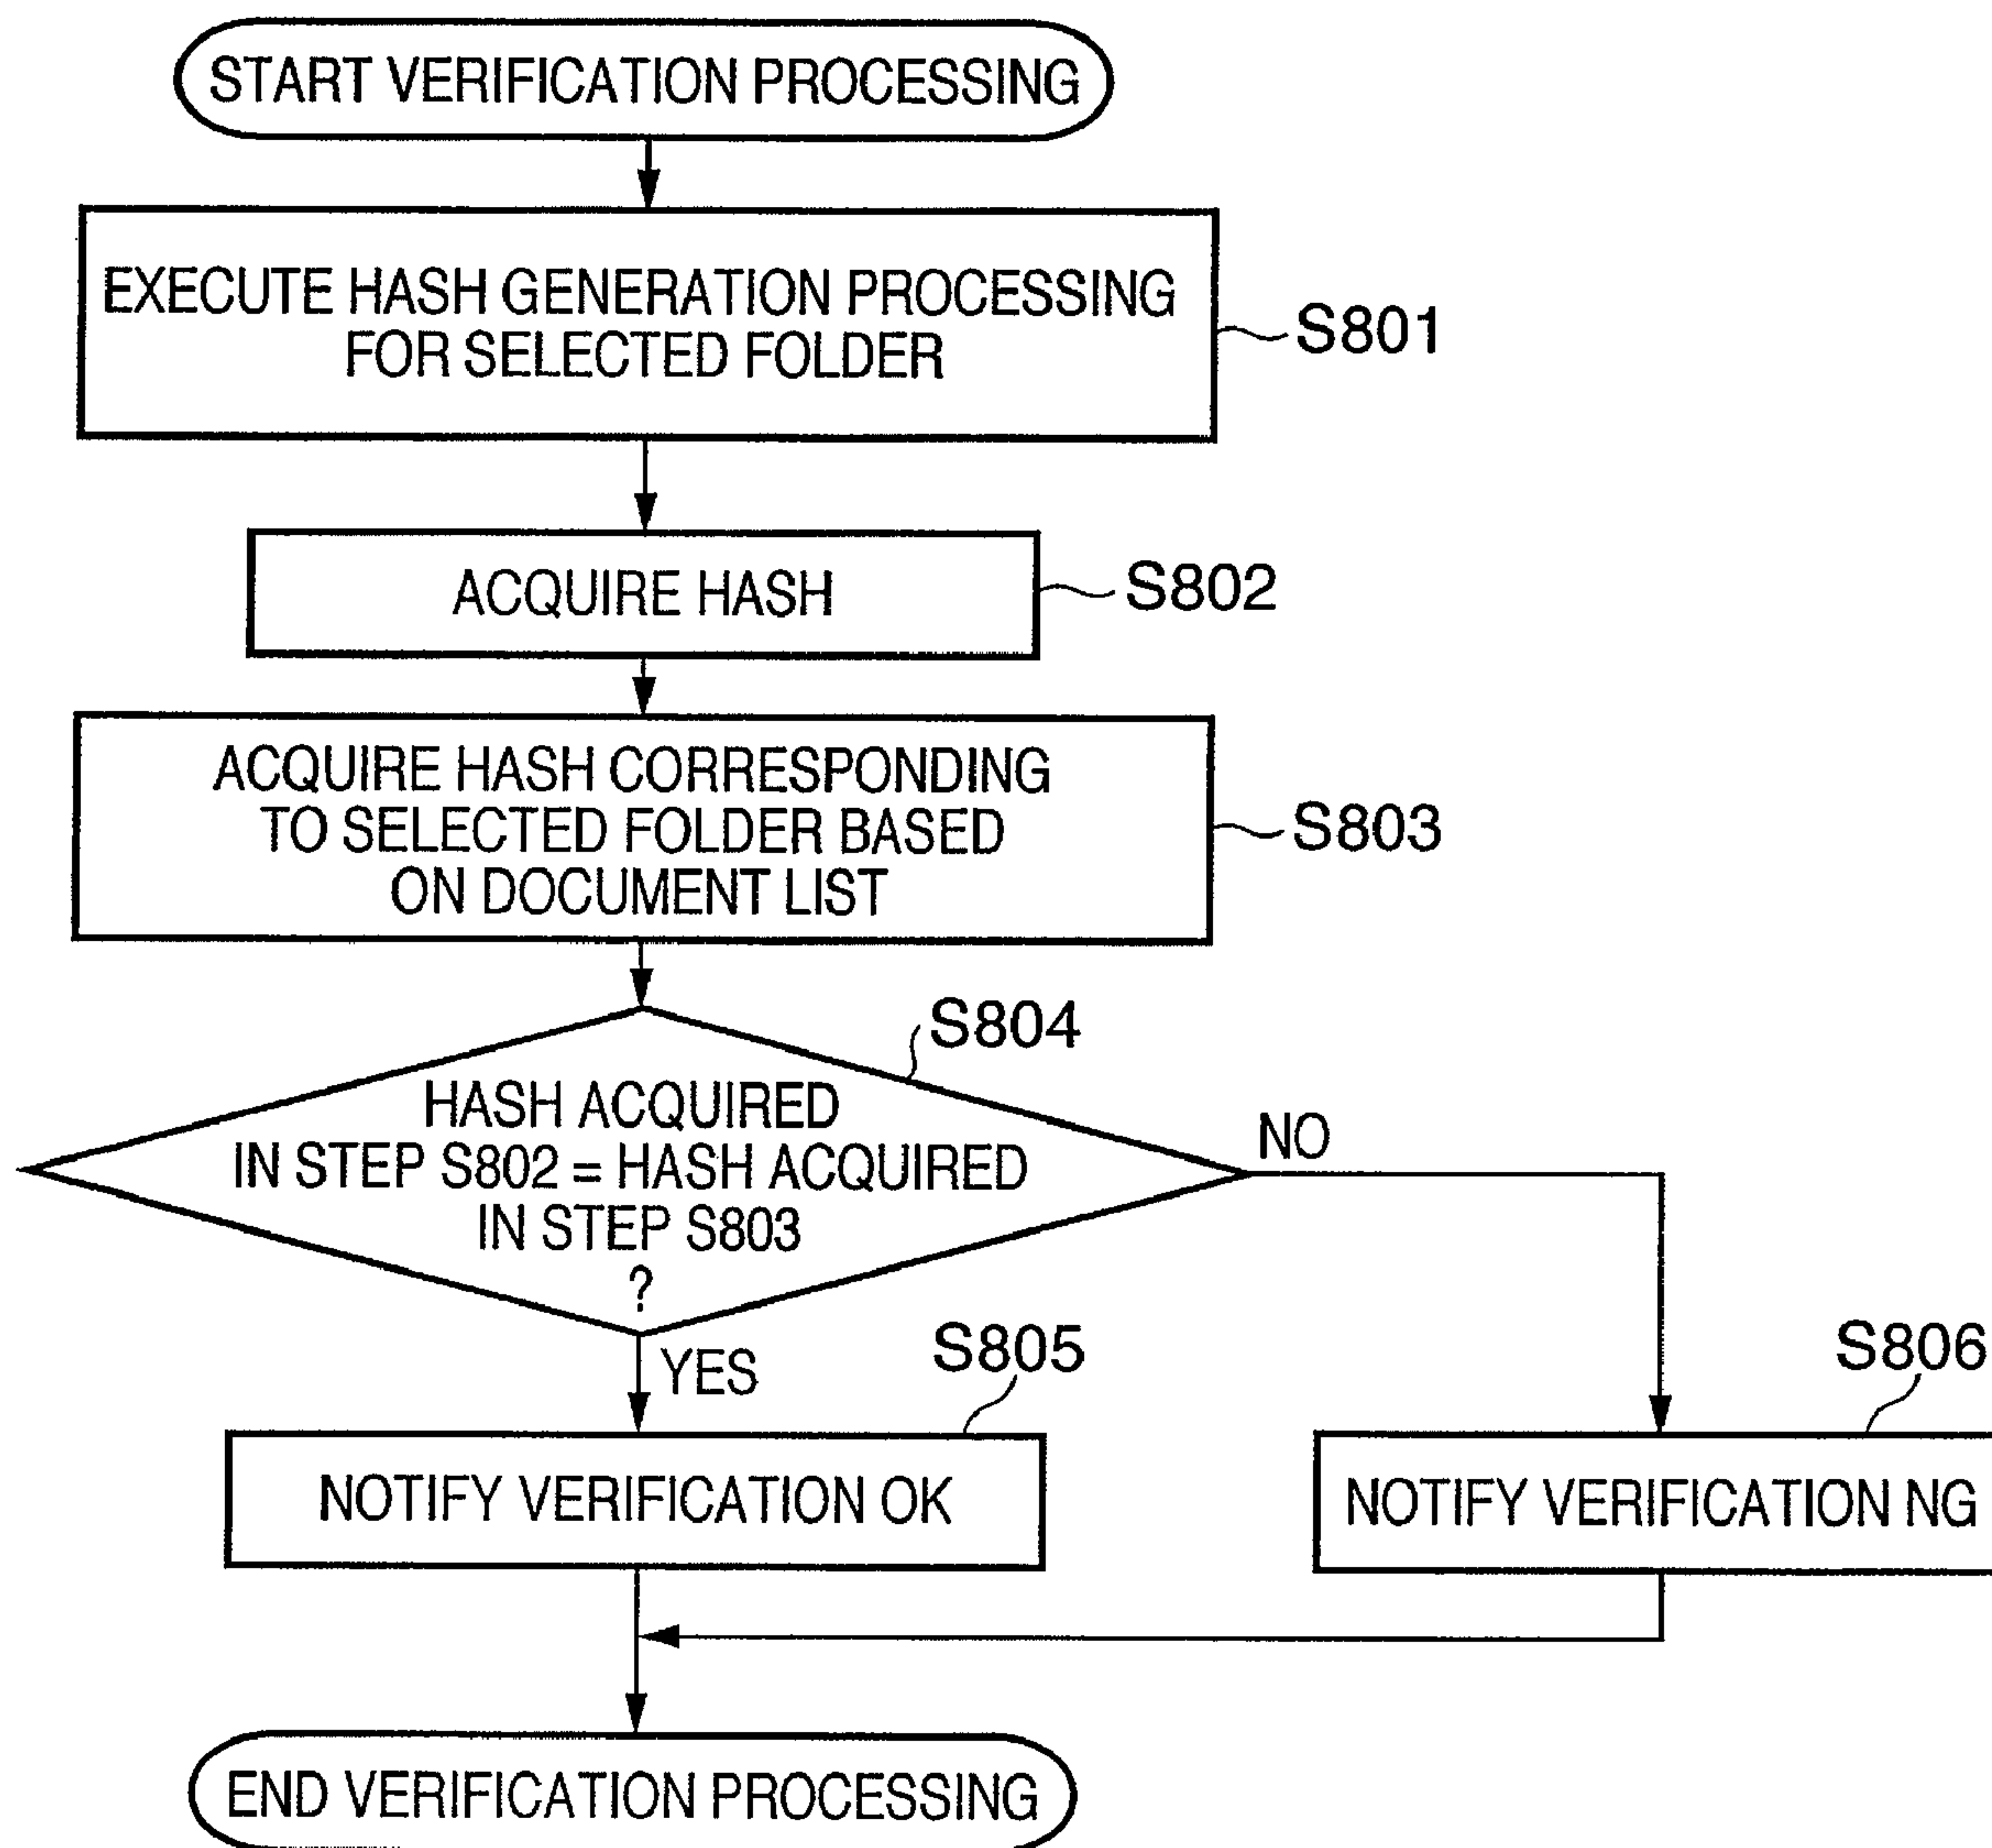 START VERIFICATION PROCESSING
EXECUTE HASH GENERATION PROCESSING
FOR SELECTED FOLDER
S801
ACQUIRE HASH
S802
ACQUIRE HASH CORRESPONDING
TO SELECTED FOLDER BASED
ON DOCUMENT LIST
S803
S804
HASH ACQUIRED
IN STEP S802 = HASH ACQUIRED
IN STEP S803
?
NO
YES
S805
S806
NOTIFY VERIFICATION OK
NOTIFY VERIFICATION NG
END VERIFICATION PROCESSING